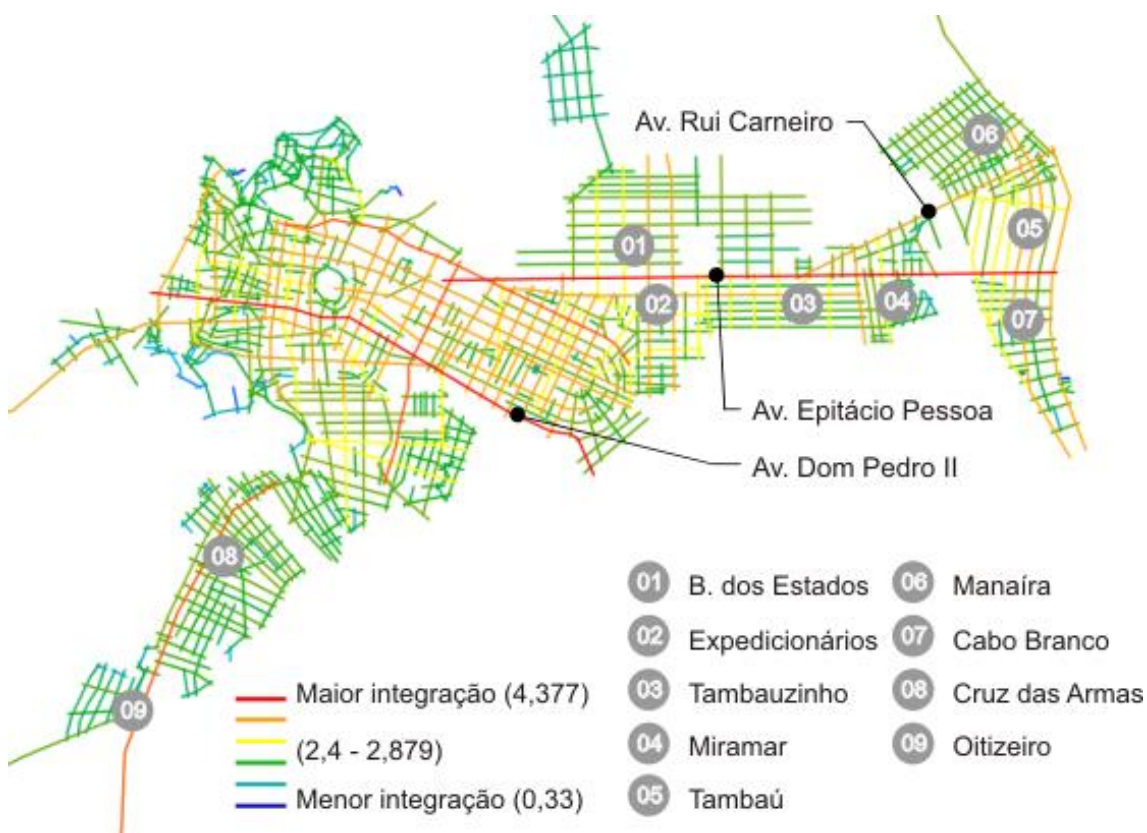 Av. Rui Carneiro
06
01
05
02
03
04
07
Av. Epitácio Pessoa
Av. Dom Pedro II
08
09
Maior integração (4,377)
(2,4 - 2,879)
Menor integração (0,33)
01 B. dos Estados
02 Expedicionários
03 Tambauzinho
04 Miramar
05 Tambaú
06 Manaíra
07 Cabo Branco
08 Cruz das Armas
09 Oitizeiro